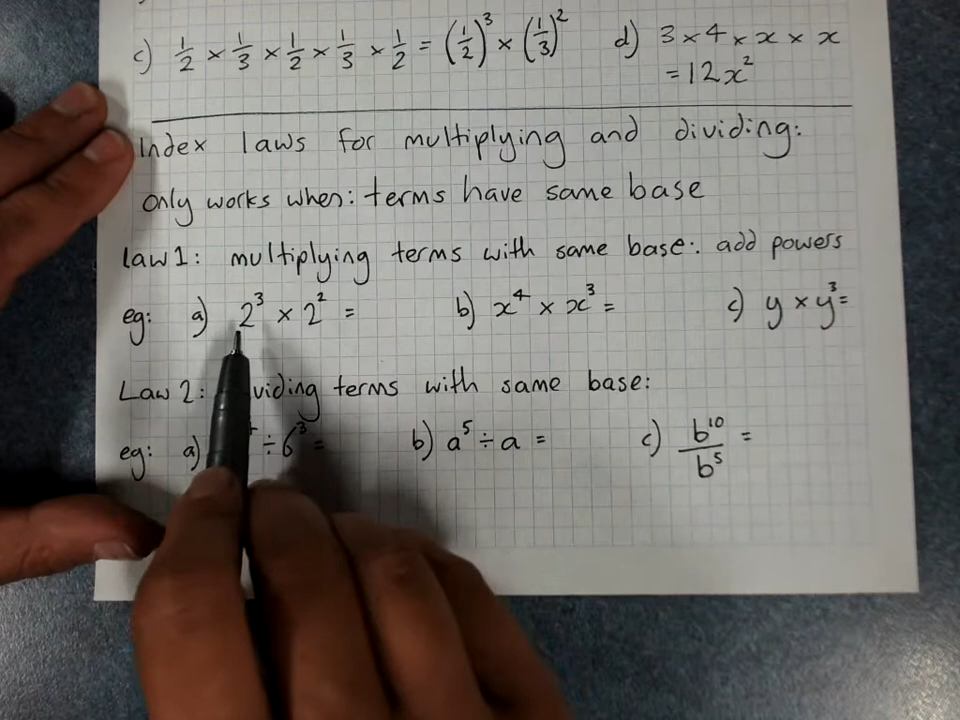 c) 1/2 × 1/3 × 1/2 × 1/3 × 1/2 = (1/2)³ × (1/3)² d) 3 × 4 × x × x
= 12x²
Index laws for multiplying and dividing:
only works when: terms have same base
Law 1: multiplying terms with same base: add powers
eg: a) 2³ × 2² = b) x⁴ × x³ = c) y × y³ =
Law 2: viding terms with same base:
eg: a) ÷ 6³ = b) a⁵ ÷ a = c) b¹⁰/b⁵ =